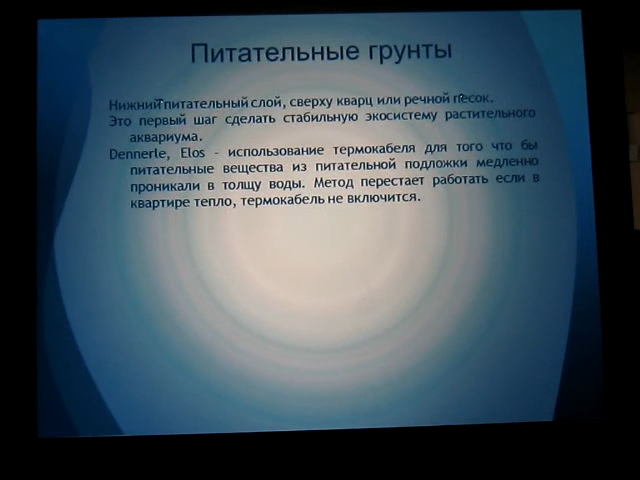 Питательные грунты
Нижний питательный слой, сверху кварц или речной песок.
Это первый шаг сделать стабильную экосистему растительного
аквариума.
Dennerle, Elos - использование термокабеля для того что бы
питательные вещества из питательной подложки медленно
проникали в толщу воды. Метод перестает работать если в
квартире тепло, термокабель не включится.